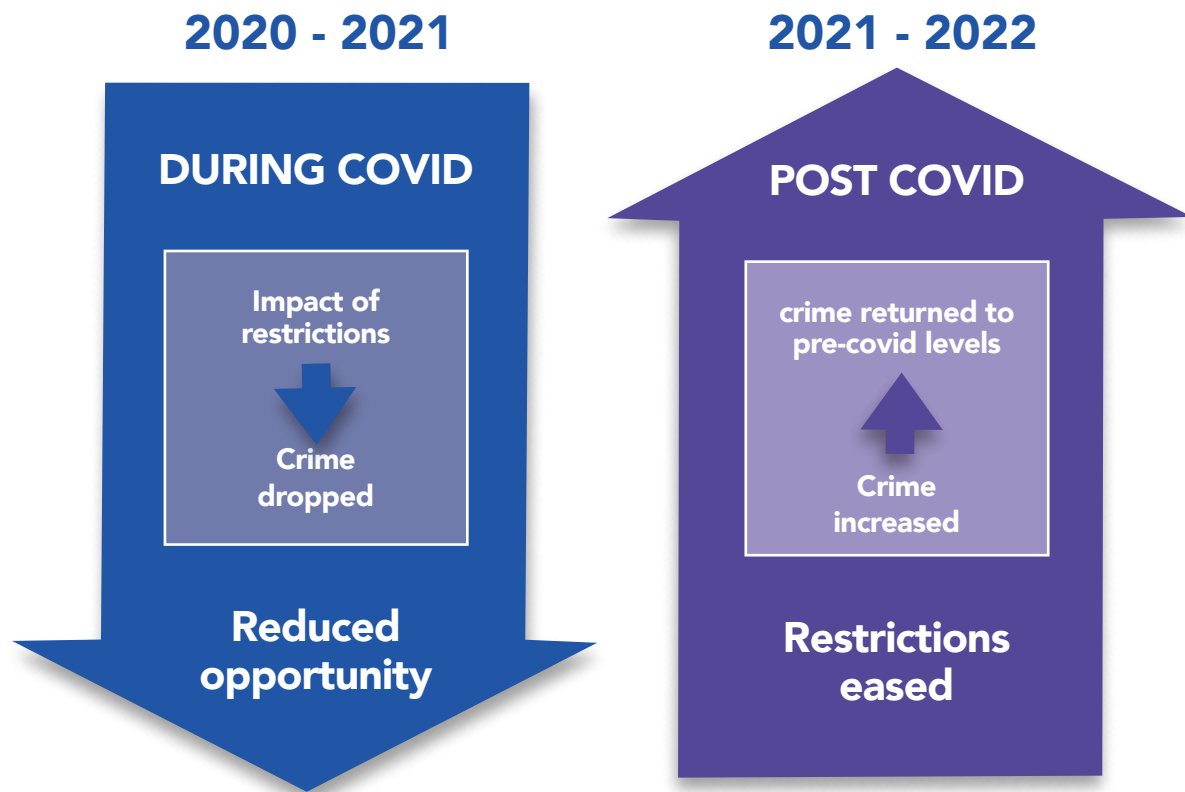 2020 - 2021
DURING COVID
Impact of
restrictions
Crime
dropped
Reduced
opportunity
2021 - 2022
POST COVID
crime returned to
pre-covid levels
Crime
increased
Restrictions
eased